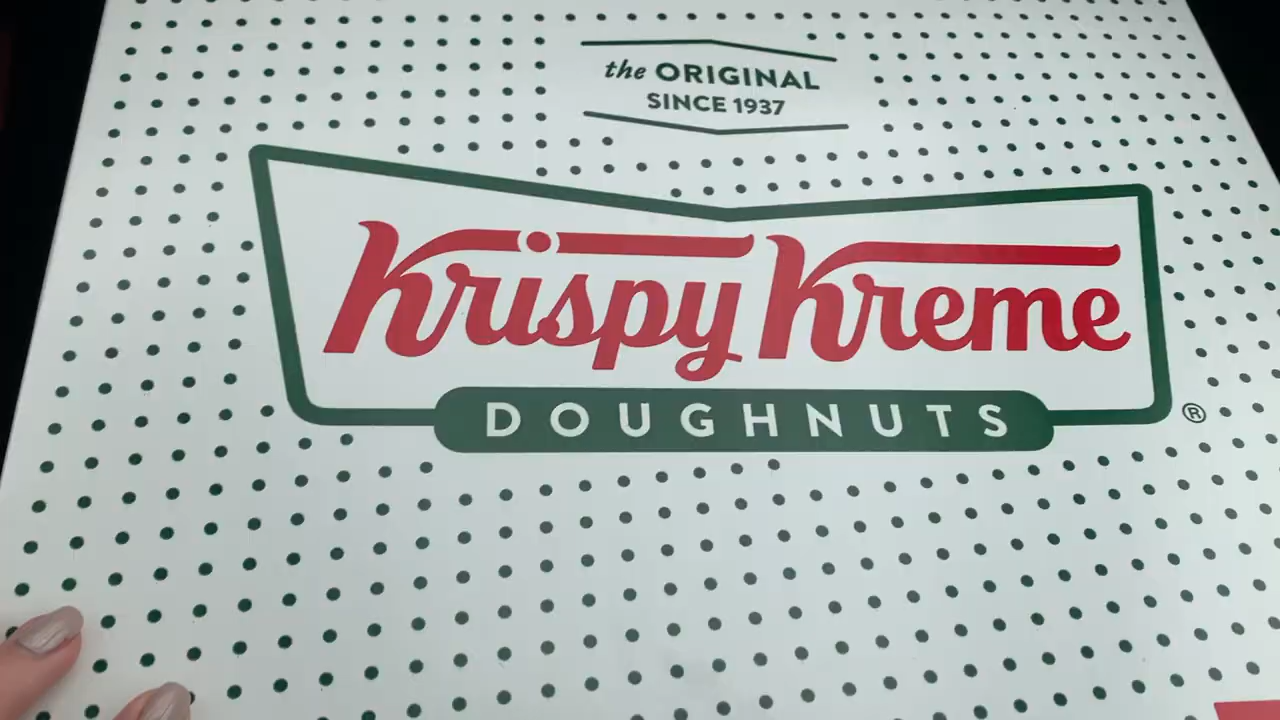 the ORIGINAL
SINCE 1937
Krispy Kreme
DOUGHNUTS
®